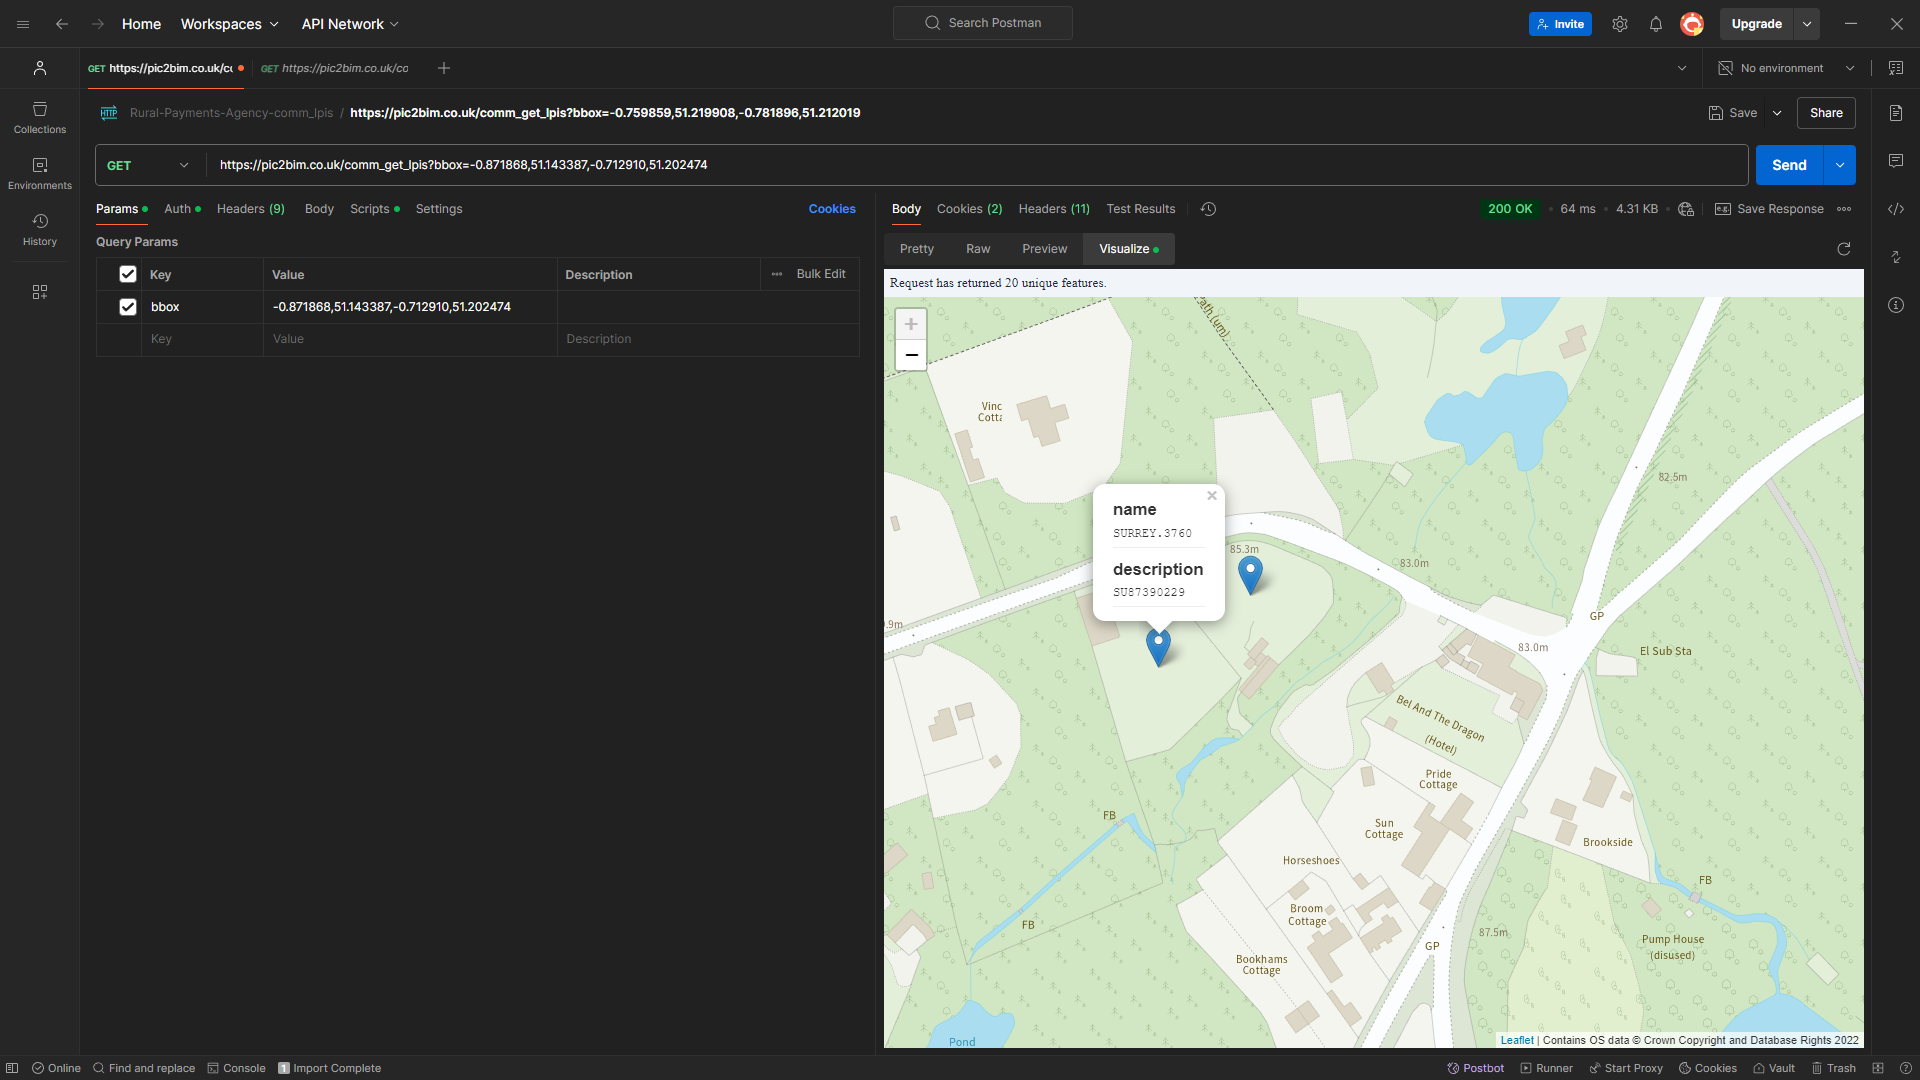 Home
Workspaces
API Network
Search Postman
Invite
Upgrade
GET https://pic2bim.co.uk/co
GET https://pic2bim.co.uk/co
No environment
Collections
Environments
History
HTTP Rural-Payments-Agency-comm_lpis / https://pic2bim.co.uk/comm_get_lpis?bbox=-0.759859,51.219908,-0.781896,51.212019
Save
Share
GET
https://pic2bim.co.uk/comm_get_lpis?bbox=-0.871868,51.143387,-0.712910,51.202474
Send
Params
Auth
Headers (9)
Body
Scripts
Settings
Cookies
Query Params
Key
Value
Description
Bulk Edit
bbox
-0.871868,51.143387,-0.712910,51.202474
Key
Value
Description
Body
Cookies (2)
Headers (11)
Test Results
200 OK
64 ms
4.31 KB
Save Response
Pretty
Raw
Preview
Visualize
Request has returned 20 unique features.
+
−
Path (um)
Vinc
Cotta
82.5m
name
SURREY.3760
description
SU87390229
85.3m
83.0m
.9m
GP
83.0m
El Sub Sta
Bel And The Dragon
(Hotel)
Pride
Cottage
FB
Sun
Cottage
Brookside
Horseshoes
FB
Broom
Cottage
FB
87.5m
GP
Pump House
(disused)
Bookhams
Cottage
Pond
Leaflet | Contains OS data © Crown Copyright and Database Rights 2022
Online
Find and replace
Console
1 Import Complete
Postbot
Runner
Start Proxy
Cookies
Vault
Trash